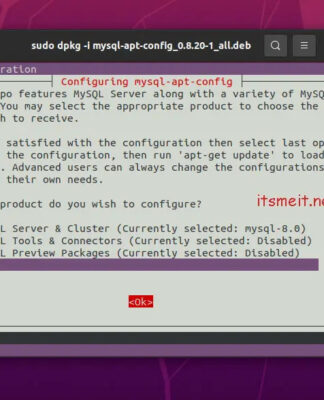 sudo dpkg -i mysql-apt-config_0.8.20-1_all.deb
ration
Configuring mysql-apt-config
po features MySQL Server along with a variety of MySQ
You may select the appropriate product to choose the
h to receive.
satisfied with the configuration then select last op
the configuration, then run 'apt-get update' to load
. Advanced users can always change the configurations
their own needs.
product do you wish to configure?
itsmeit.ne
L Server & Cluster (Currently selected: mysql-8.0)
L Tools & Connectors (Currently selected: Disabled)
L Preview Packages (Currently selected: Disabled)
<Ok>